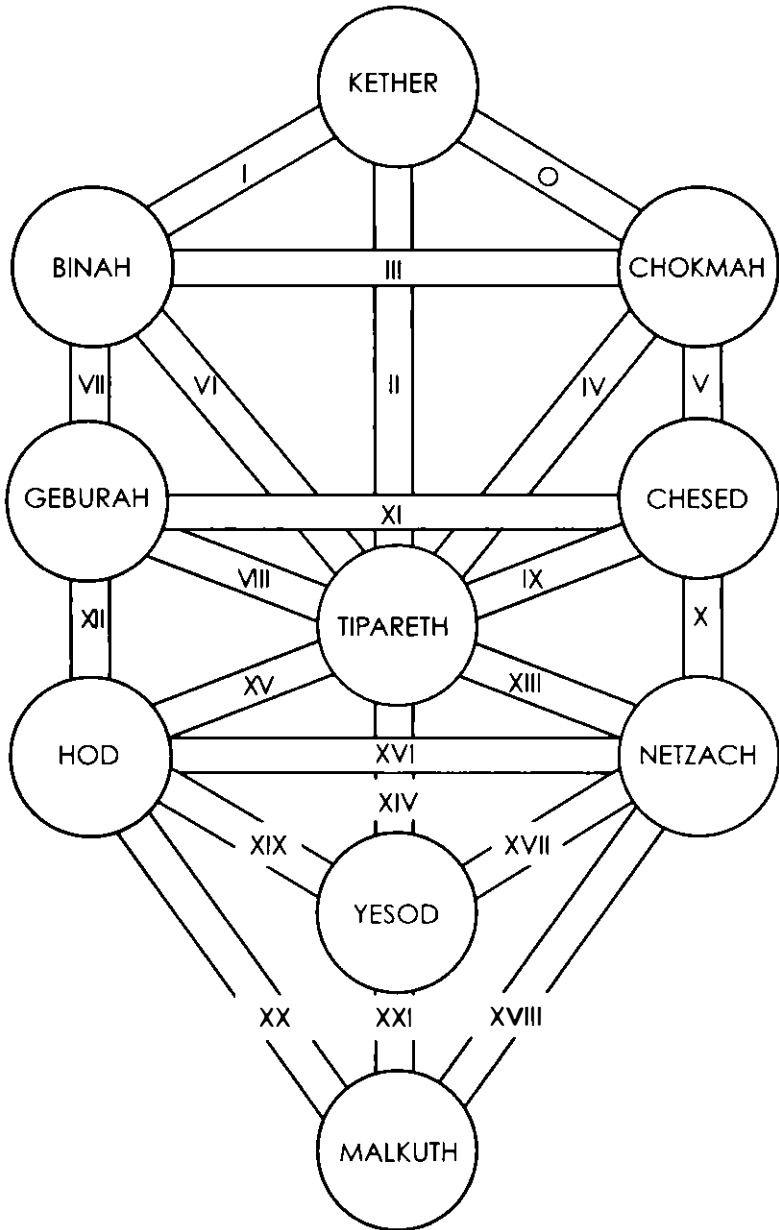 KETHER
I
O
BINAH
III
CHOKMAH
VII
VI
II
IV
V
GEBURAH
XI
CHESED
VIII
IX
XII
TIPARETH
X
XV
XIII
HOD
XVI
NETZACH
XIV
XIX
XVII
YESOD
XX
XXI
XVIII
MALKUTH